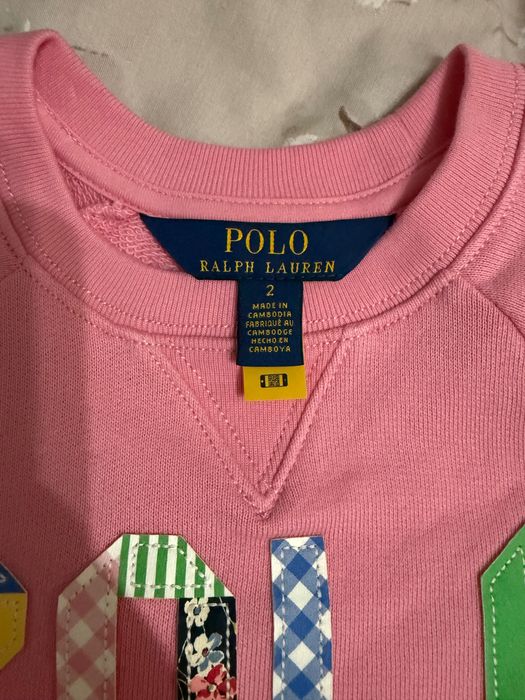 POLO
RALPH LAUREN
2
MADE IN
CAMBODIA
FABRIQUÉ AU
CAMBODGE
HECHO EN
CAMBOYA